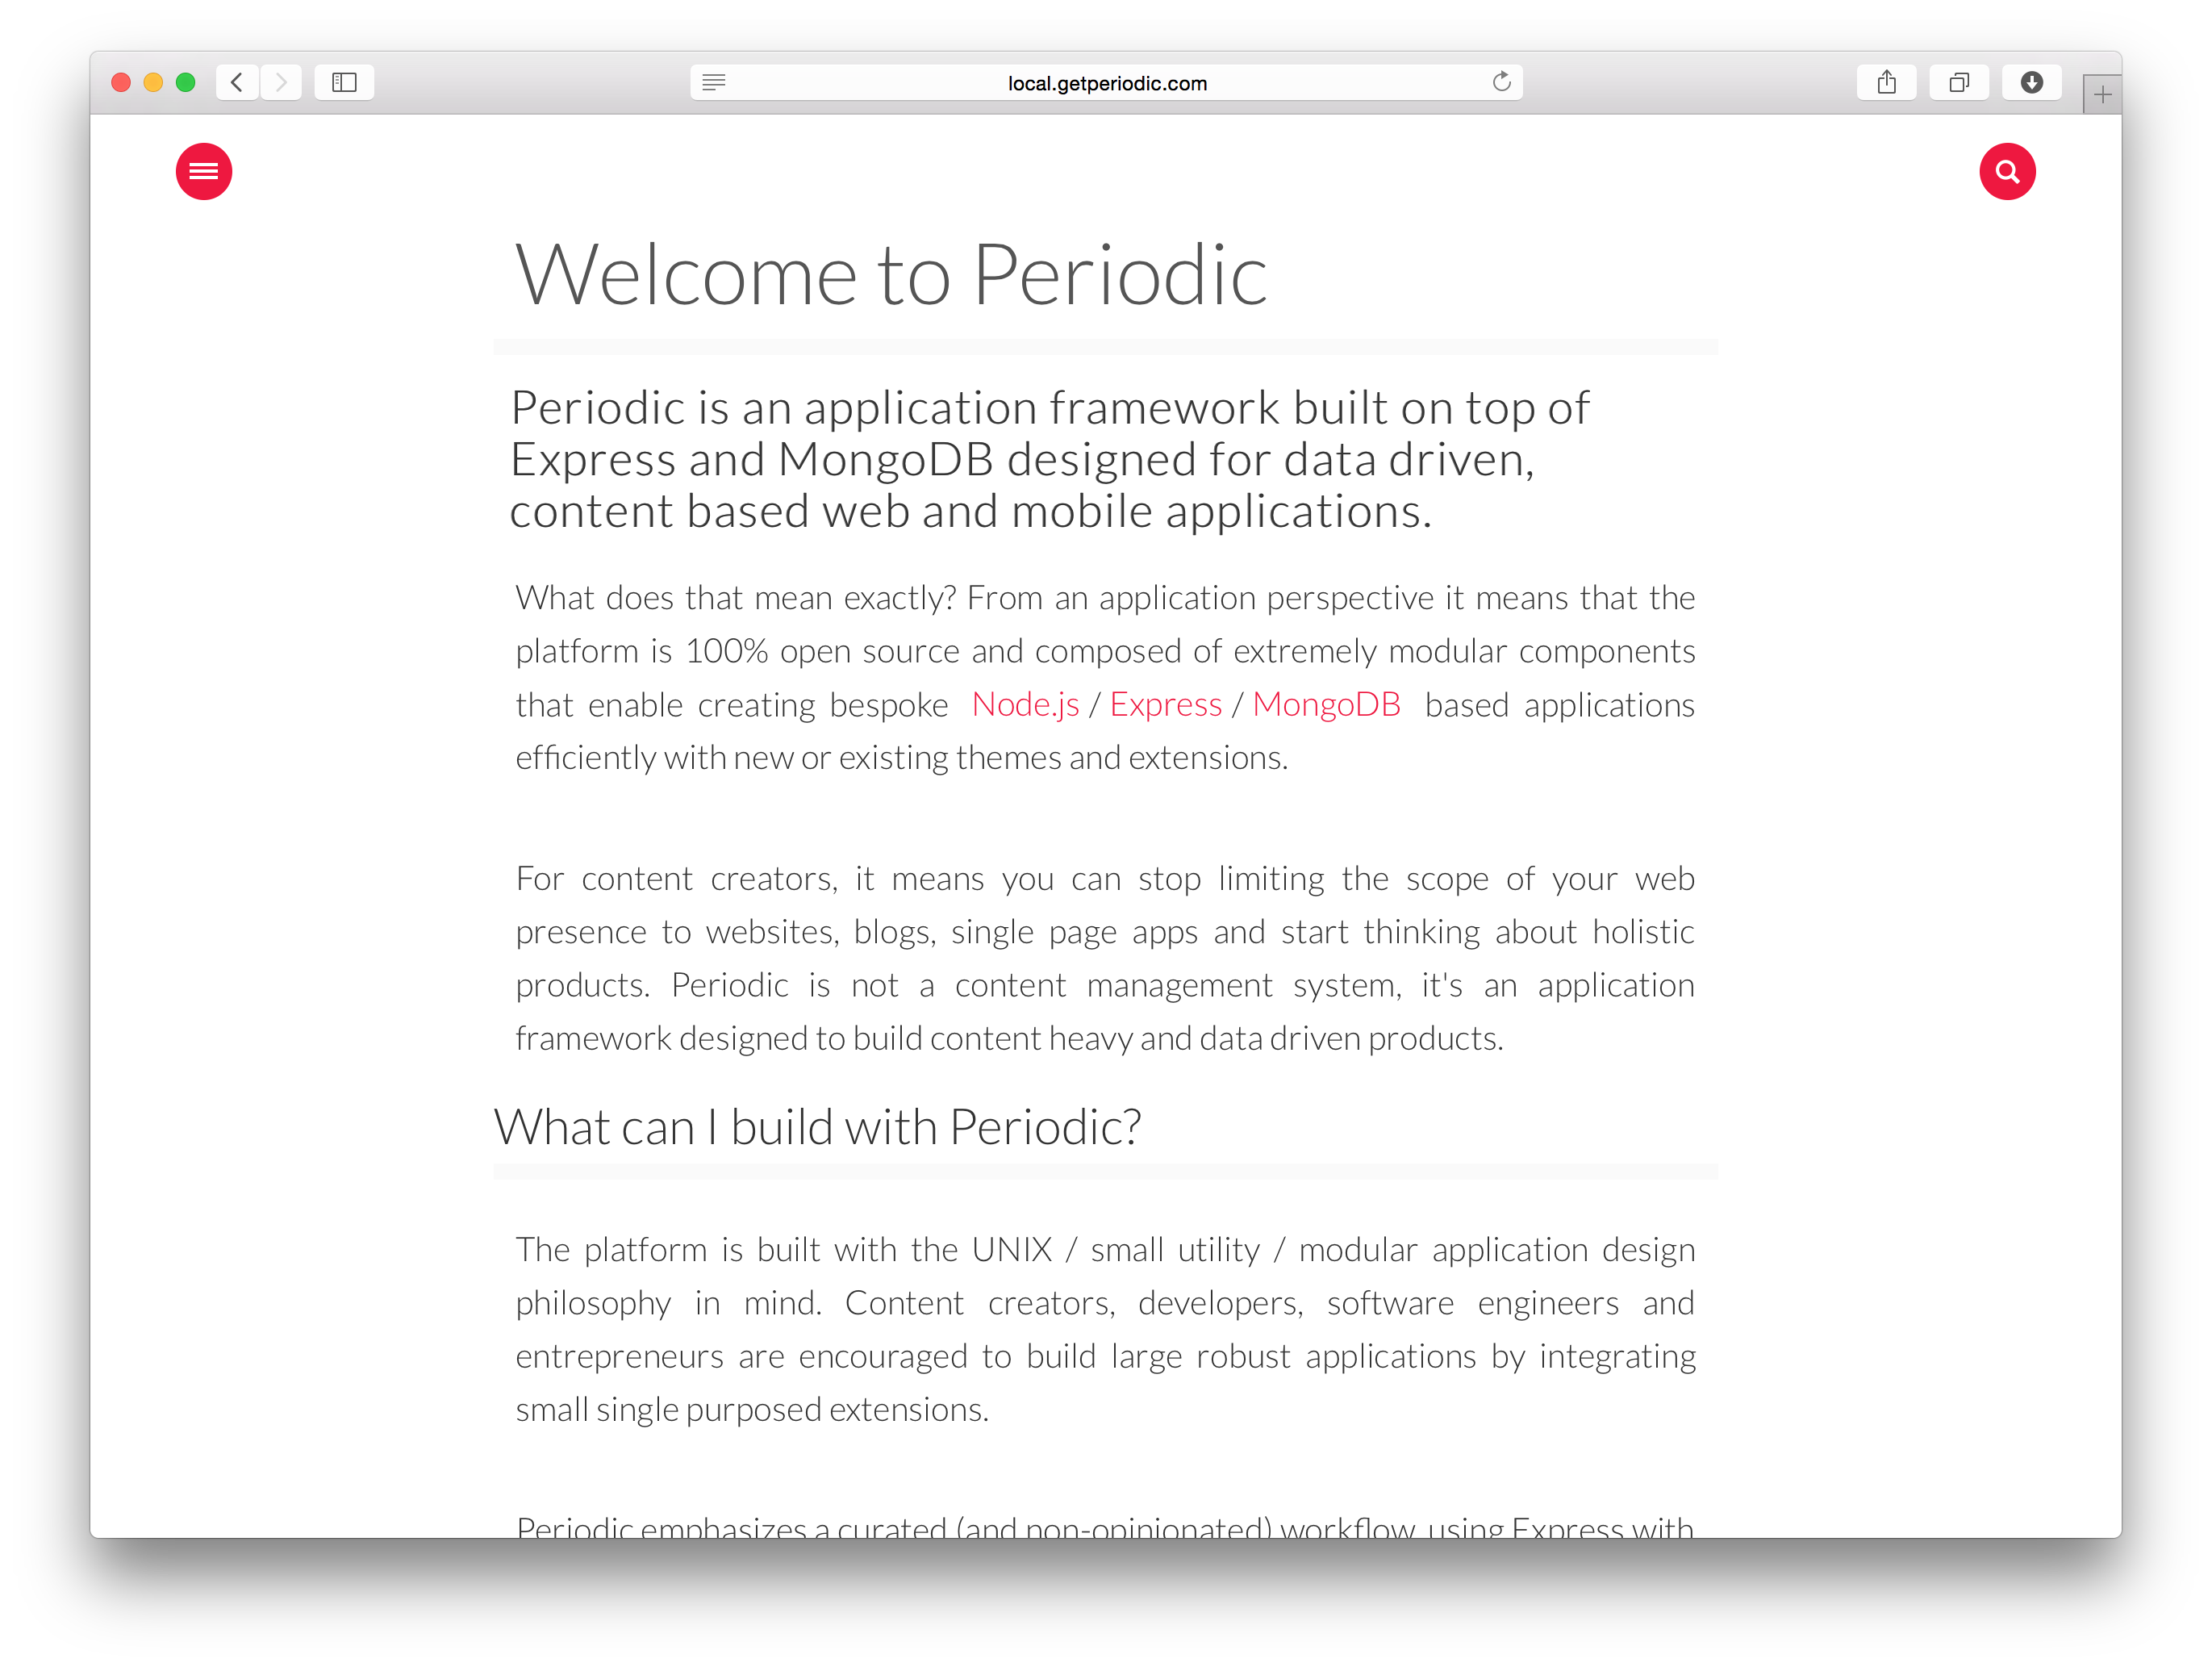 local.getperiodic.com
Welcome to Periodic
Periodic is an application framework built on top of
Express and MongoDB designed for data driven,
content based web and mobile applications.
What does that mean exactly? From an application perspective it means that the
platform is 100% open source and composed of extremely modular components
that enable creating bespoke Node.js / Express / MongoDB based applications
efficiently with new or existing themes and extensions.
For content creators, it means you can stop limiting the scope of your web
presence to websites, blogs, single page apps and start thinking about holistic
products. Periodic is not a content management system, it's an application
framework designed to build content heavy and data driven products.
What can I build with Periodic?
The platform is built with the UNIX / small utility / modular application design
philosophy in mind. Content creators, developers, software engineers and
entrepreneurs are encouraged to build large robust applications by integrating
small single purposed extensions.
Periodic emphasizes a curated (and non-opinionated) workflow, using Express with